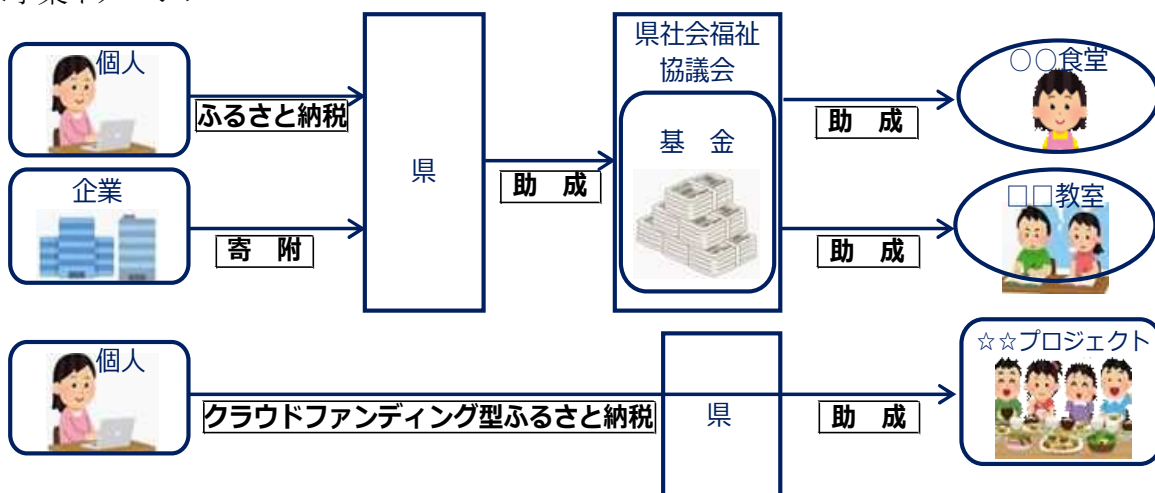 個人
ふるさと納税
企業
寄 附
県
助 成
県社会福祉
協議会
基 金
助 成
○○食堂
助 成
□□教室
個人
クラウドファンディング型ふるさと納税
県
助 成
☆☆プロジェクト